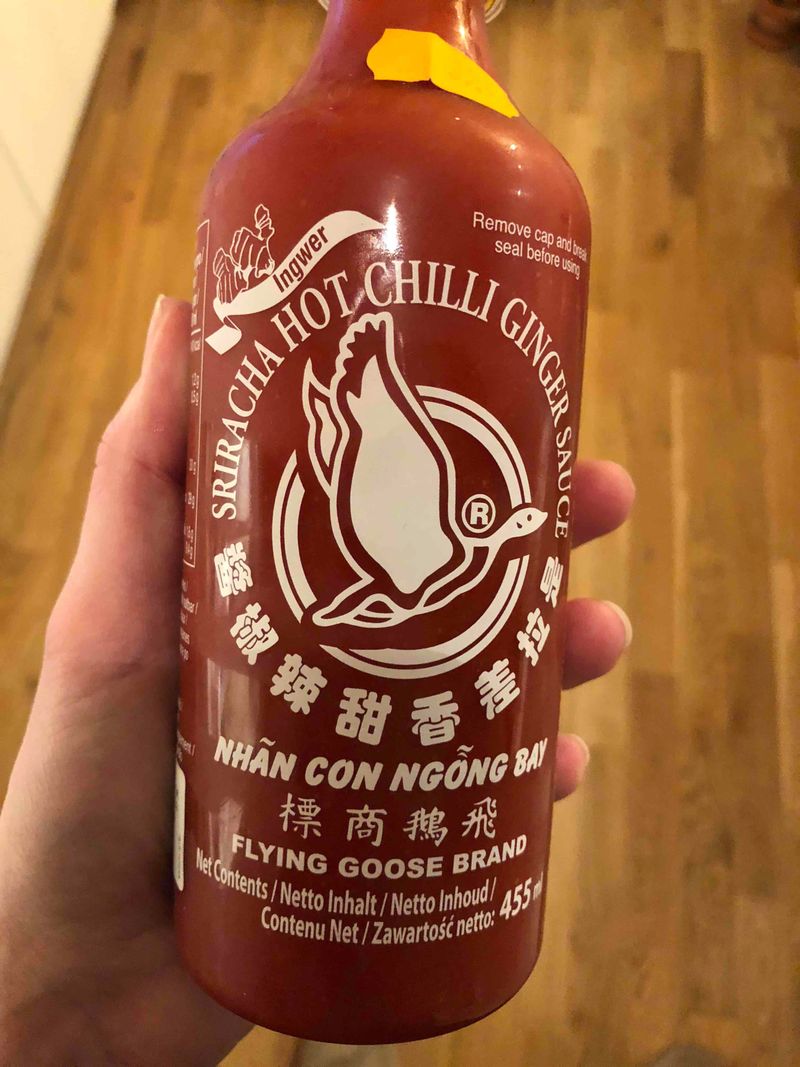 Ingwer
Remove cap and break
seal before using
SRIRACHA HOT CHILLI GINGER SAUCE
®
是拉差香甜辣椒醬
NHÃN CON NGỖNG BAY
飛鵝商標
FLYING GOOSE BRAND
Net Contents / Netto Inhalt / Netto Inhoud /
Contenu Net / Zawartość netto: 455 ml